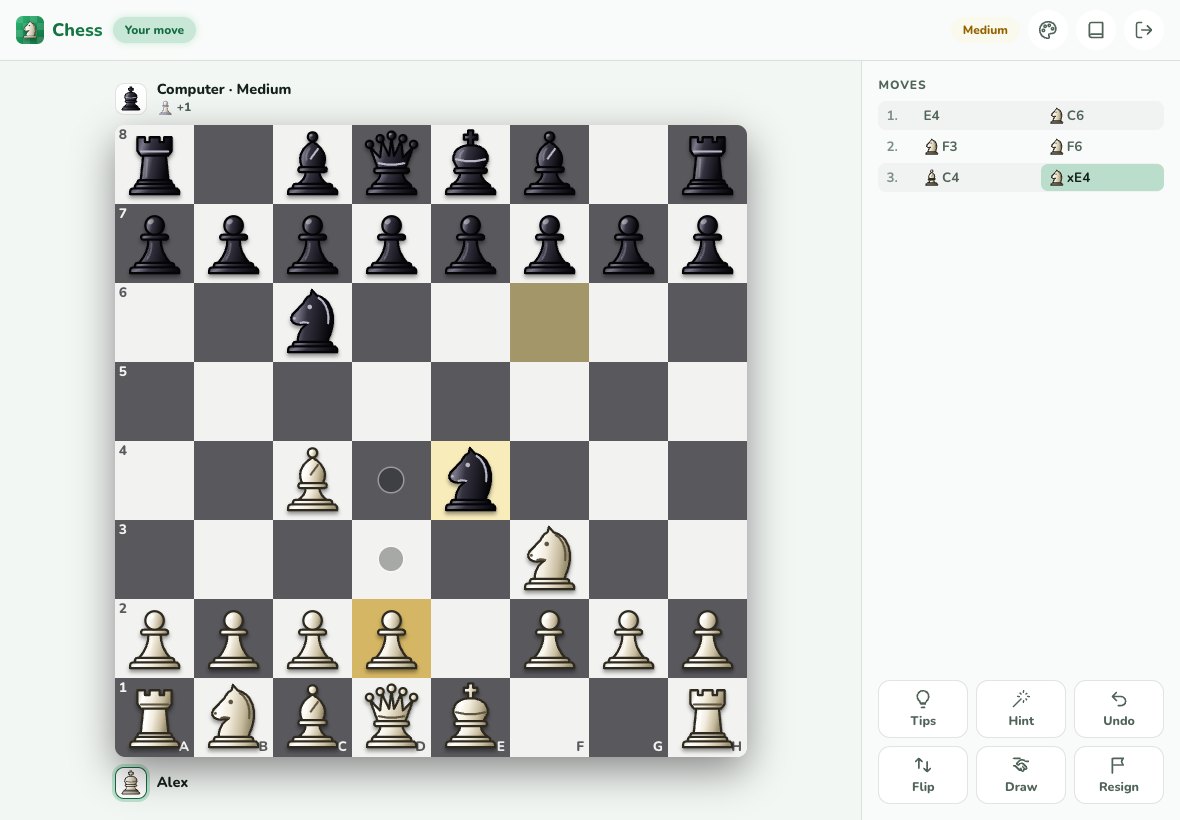 Chess
Your move
Medium
Computer · Medium
+1
MOVES
1. E4 C6
2. F3 F6
3. C4 xE4
8
7
6
5
4
3
2
1
A B C D E F G H
Alex
Tips Hint Undo
Flip Draw Resign